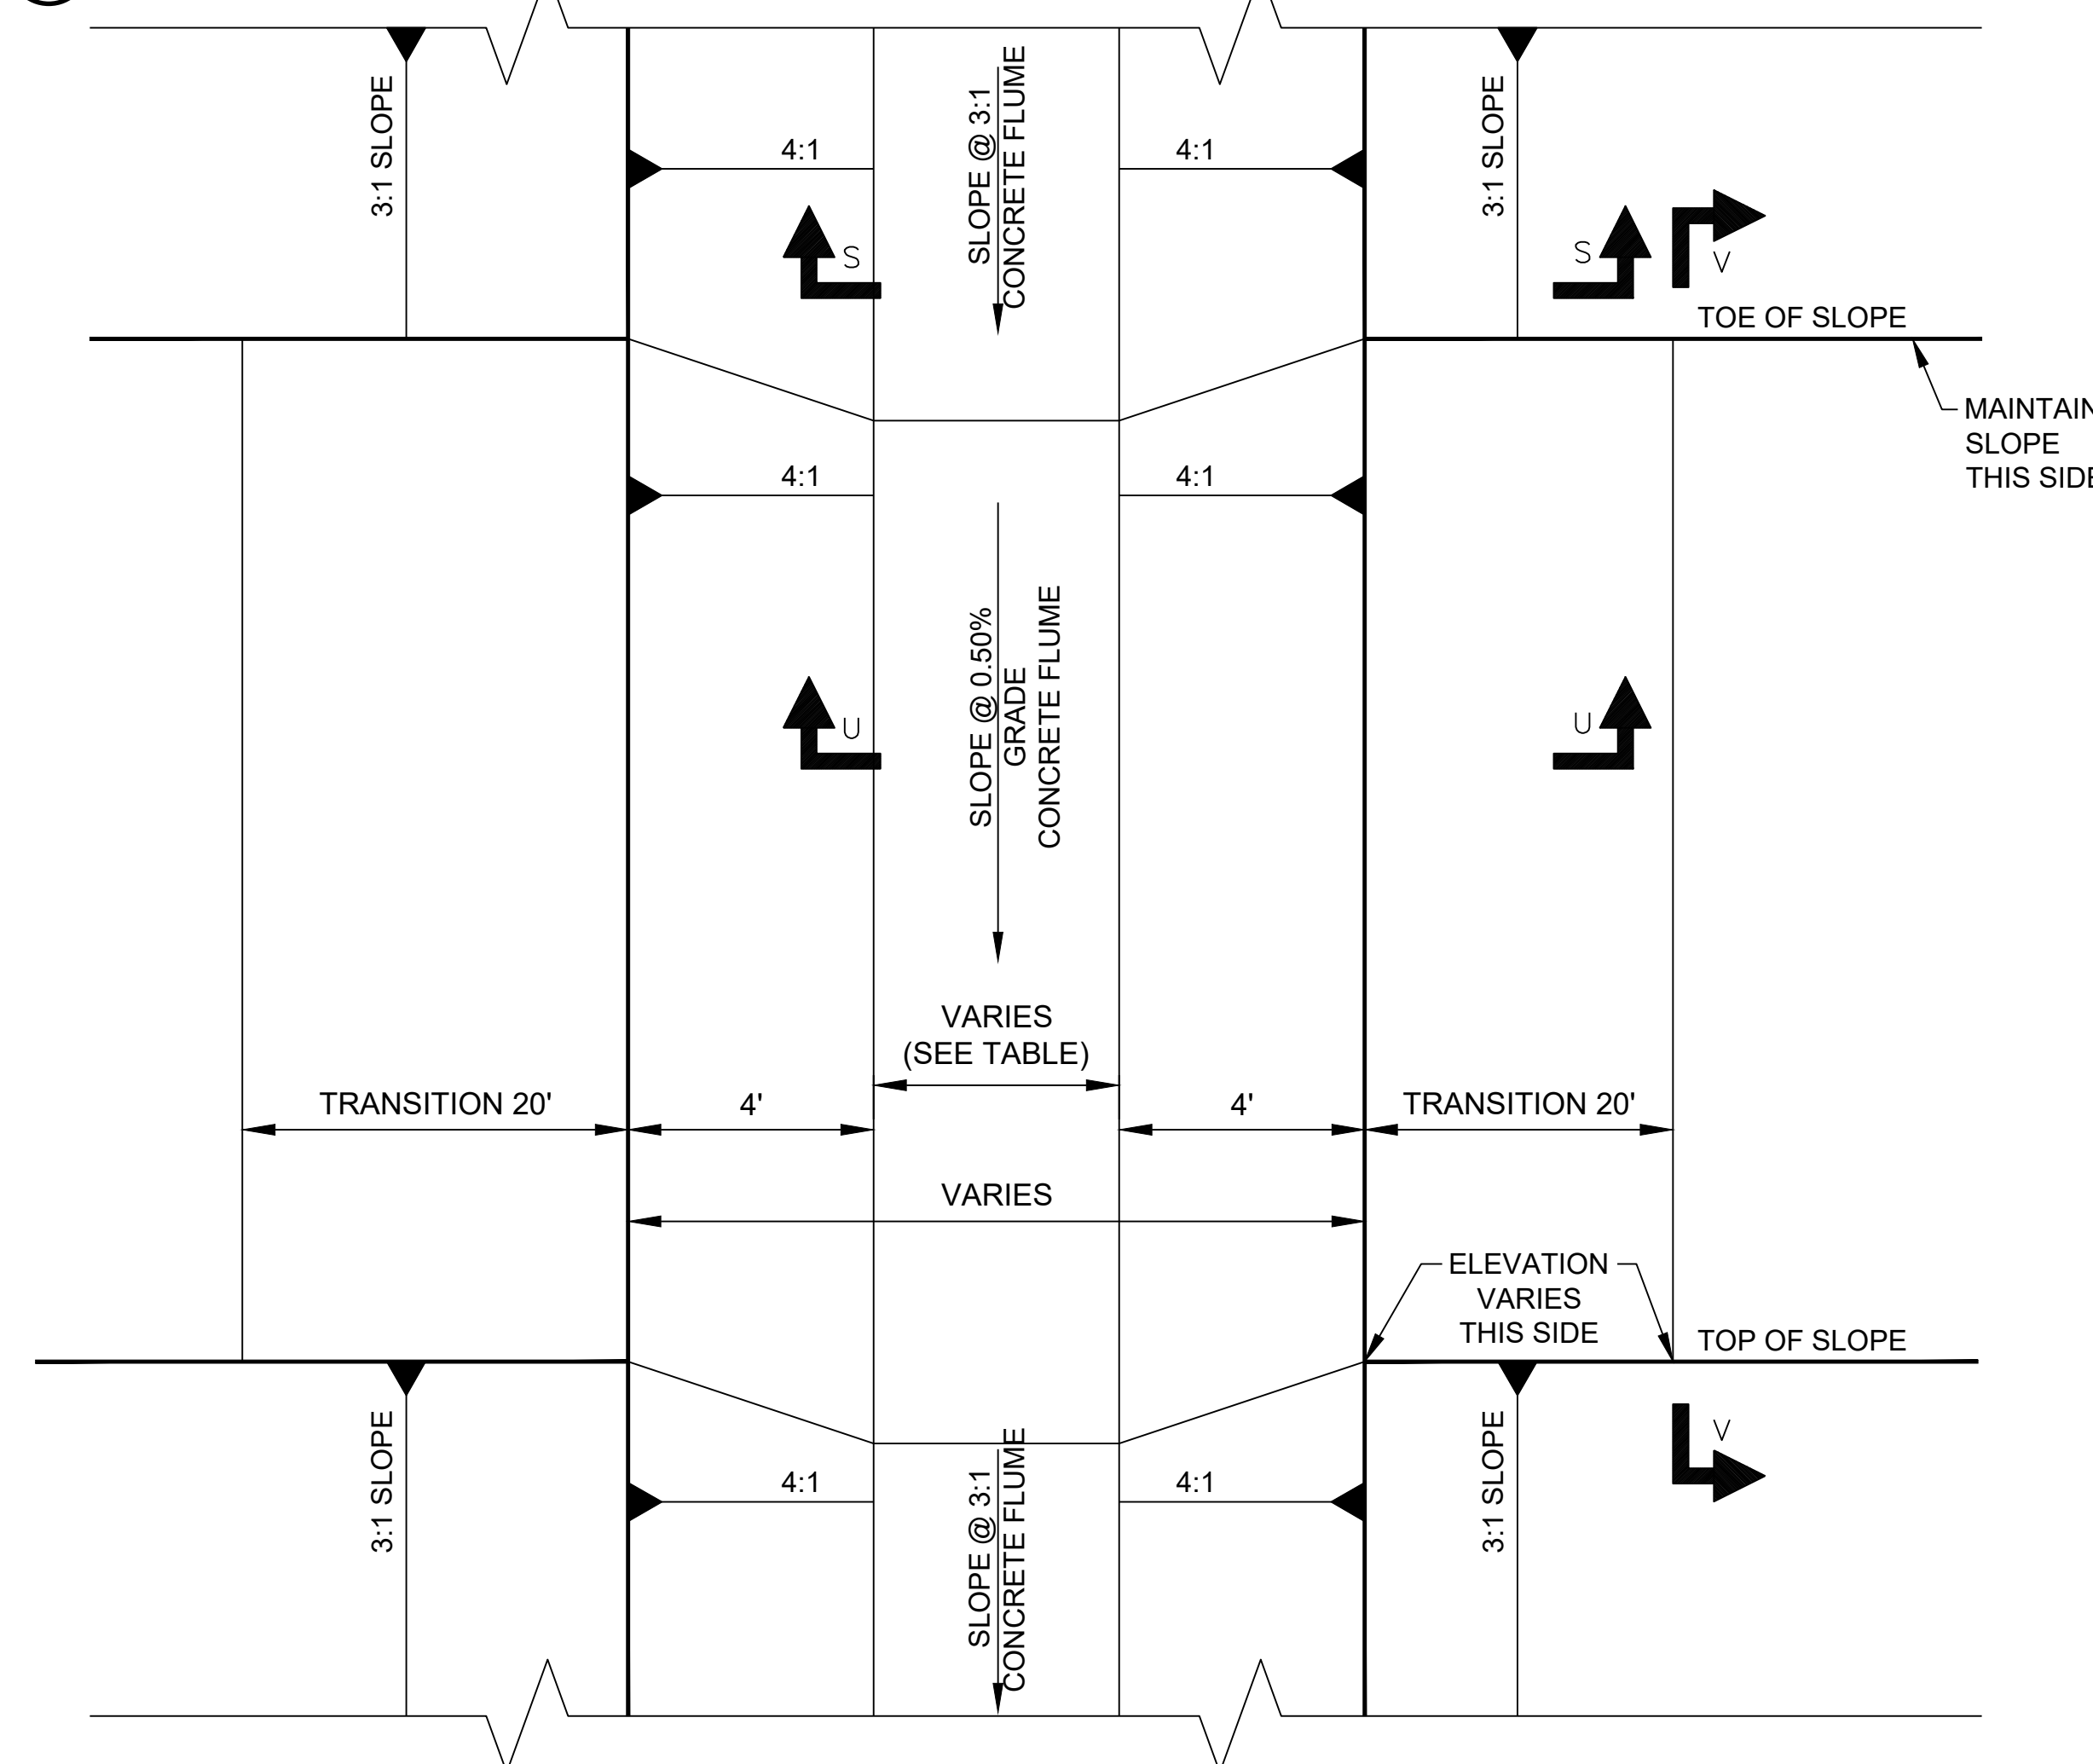 3:1 SLOPE
4:1
SLOPE @ 3:1
CONCRETE FLUME
4:1
3:1 SLOPE
S
S
V
TOE OF SLOPE
MAINTAIN
SLOPE
THIS SIDE
4:1
4:1
SLOPE @ 0.50%
GRADE
CONCRETE FLUME
U
U
VARIES
(SEE TABLE)
TRANSITION 20'
4'
4'
TRANSITION 20'
VARIES
ELEVATION
VARIES
THIS SIDE
TOP OF SLOPE
3:1 SLOPE
4:1
SLOPE @ 3:1
CONCRETE FLUME
4:1
3:1 SLOPE
V